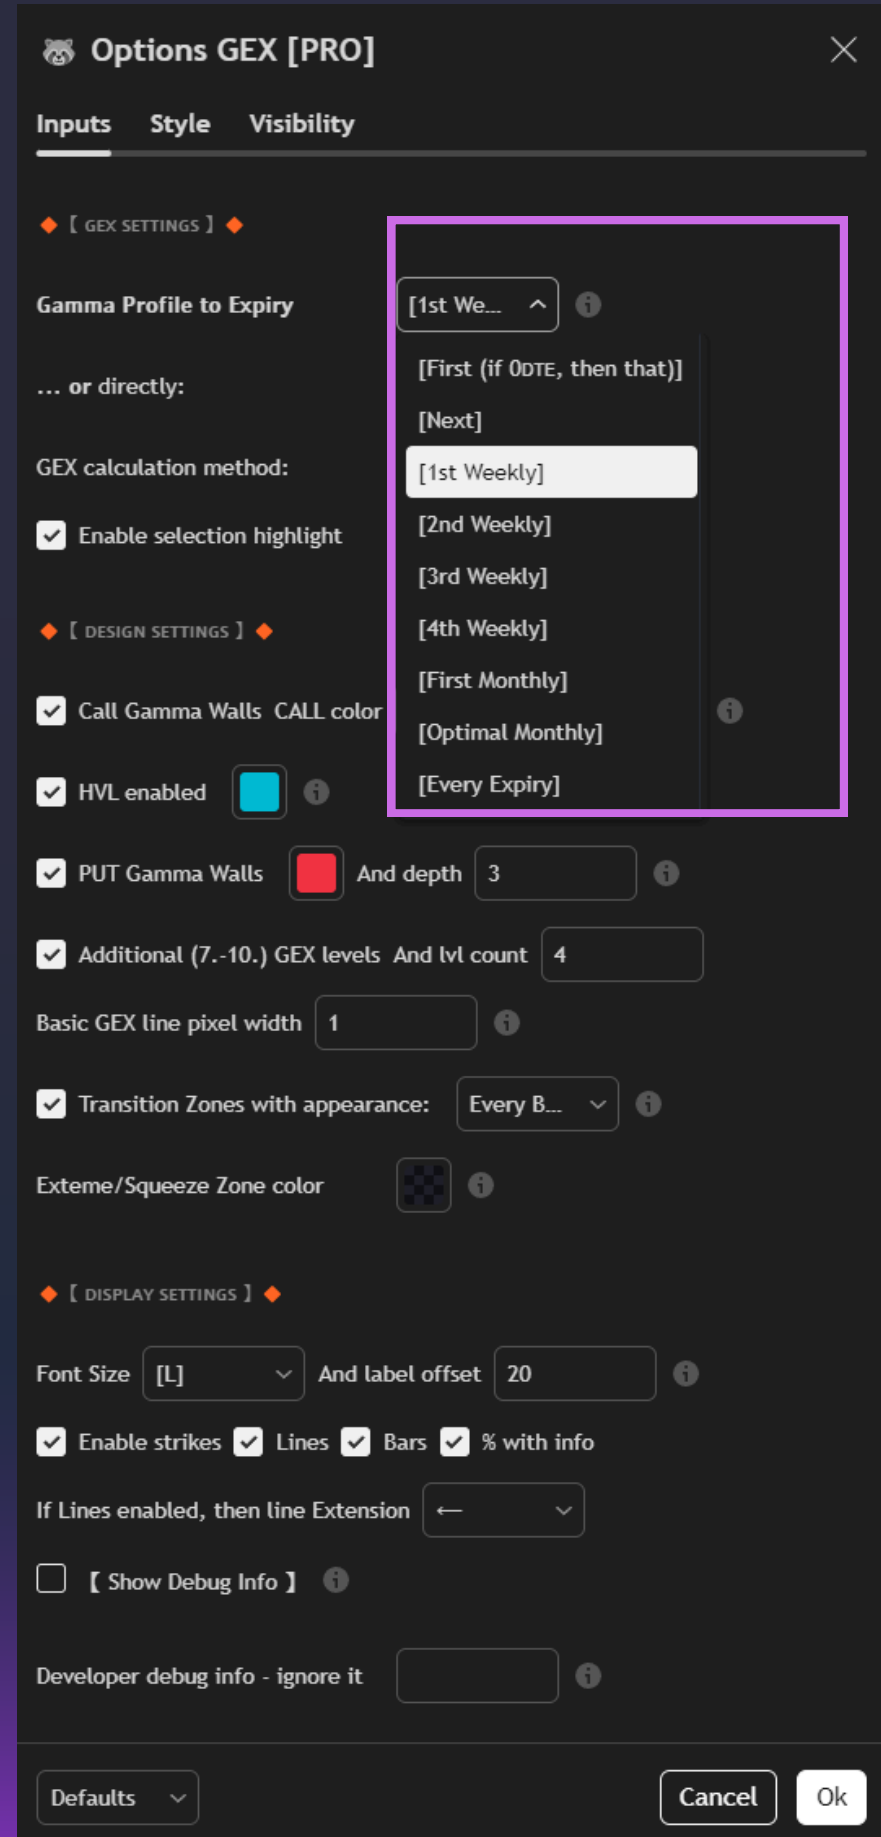 Options GEX [PRO]
Inputs Style Visibility
【 GEX SETTINGS 】
Gamma Profile to Expiry [1st We...
[First (if 0DTE, then that)]
... or directly:
[Next]
GEX calculation method:
[1st Weekly]
Enable selection highlight
[2nd Weekly]
[3rd Weekly]
【 DESIGN SETTINGS 】
[4th Weekly]
[First Monthly]
Call Gamma Walls CALL color
[Optimal Monthly]
HVL enabled
[Every Expiry]
PUT Gamma Walls And depth 3
Additional (7.-10.) GEX levels And lvl count 4
Basic GEX line pixel width 1
Transition Zones with appearance: Every B...
Exteme/Squeeze Zone color
【 DISPLAY SETTINGS 】
Font Size [L] And label offset 20
Enable strikes Lines Bars % with info
If Lines enabled, then line Extension ←
【 Show Debug Info 】
Developer debug info - ignore it
Defaults Cancel Ok